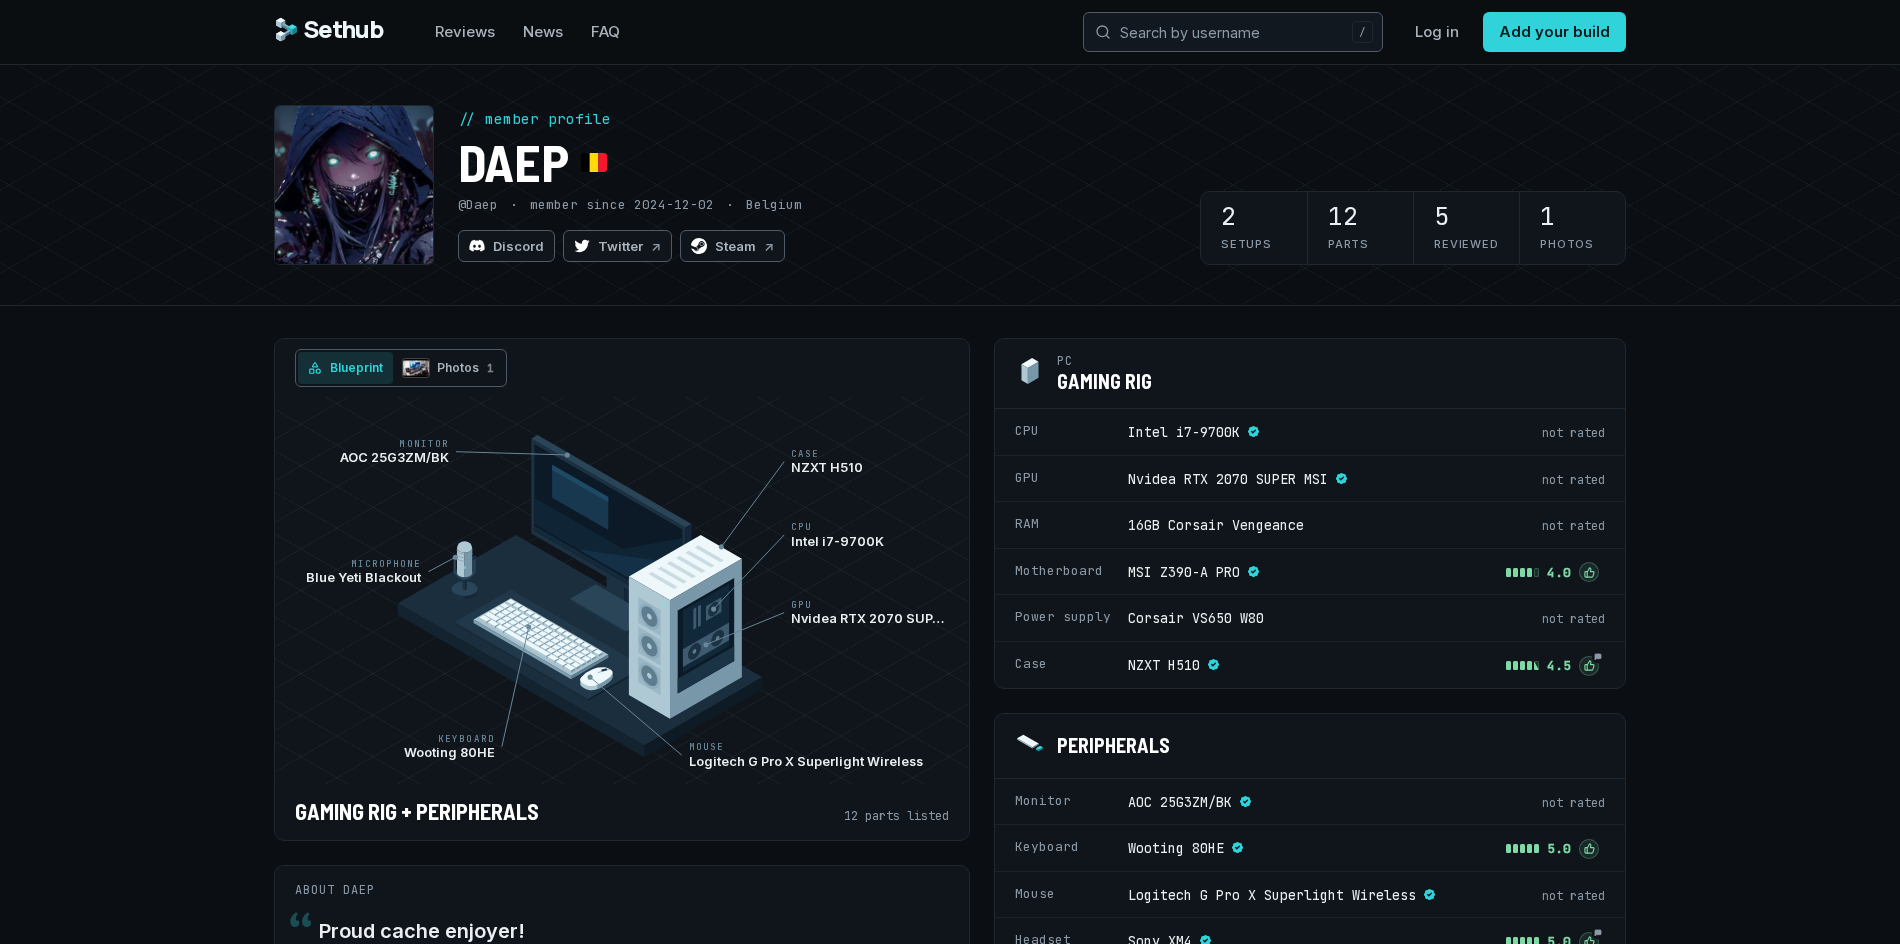 Sethub
Reviews
News
FAQ
Search by username
/
Log in
Add your build
// member profile
DAEP
@Daep · member since 2024-12-02 · Belgium
Discord
Twitter
Steam
2
SETUPS
12
PARTS
5
REVIEWED
1
PHOTOS
Blueprint
Photos 1
MONITOR
AOC 25G3ZM/BK
CASE
NZXT H510
CPU
Intel i7-9700K
MICROPHONE
Blue Yeti Blackout
GPU
Nvidea RTX 2070 SUP...
KEYBOARD
Wooting 80HE
MOUSE
Logitech G Pro X Superlight Wireless
GAMING RIG + PERIPHERALS
12 parts listed
ABOUT DAEP
“ Proud cache enjoyer!
PC
GAMING RIG
CPU Intel i7-9700K not rated
GPU Nvidea RTX 2070 SUPER MSI not rated
RAM 16GB Corsair Vengeance not rated
Motherboard MSI Z390-A PRO 4.0
Power supply Corsair VS650 W80 not rated
Case NZXT H510 4.5
PERIPHERALS
Monitor AOC 25G3ZM/BK not rated
Keyboard Wooting 80HE 5.0
Mouse Logitech G Pro X Superlight Wireless not rated
Headset Sony XM4 5.0